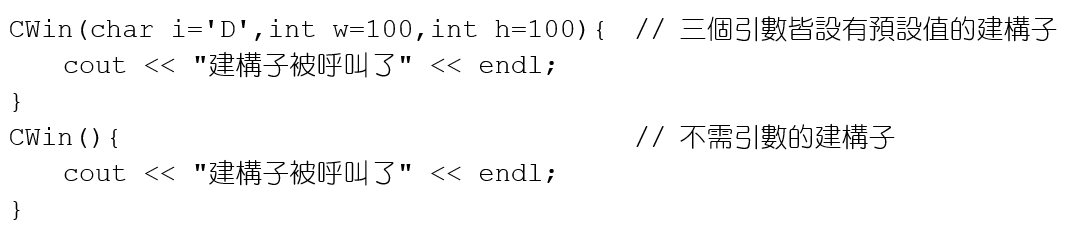 CWin(char i='D',int w=100,int h=100){ // 三個引數皆設有預設值的建構子
cout << "建構子被呼叫了" << endl;
}
CWin(){ // 不需引數的建構子
cout << "建構子被呼叫了" << endl;
}